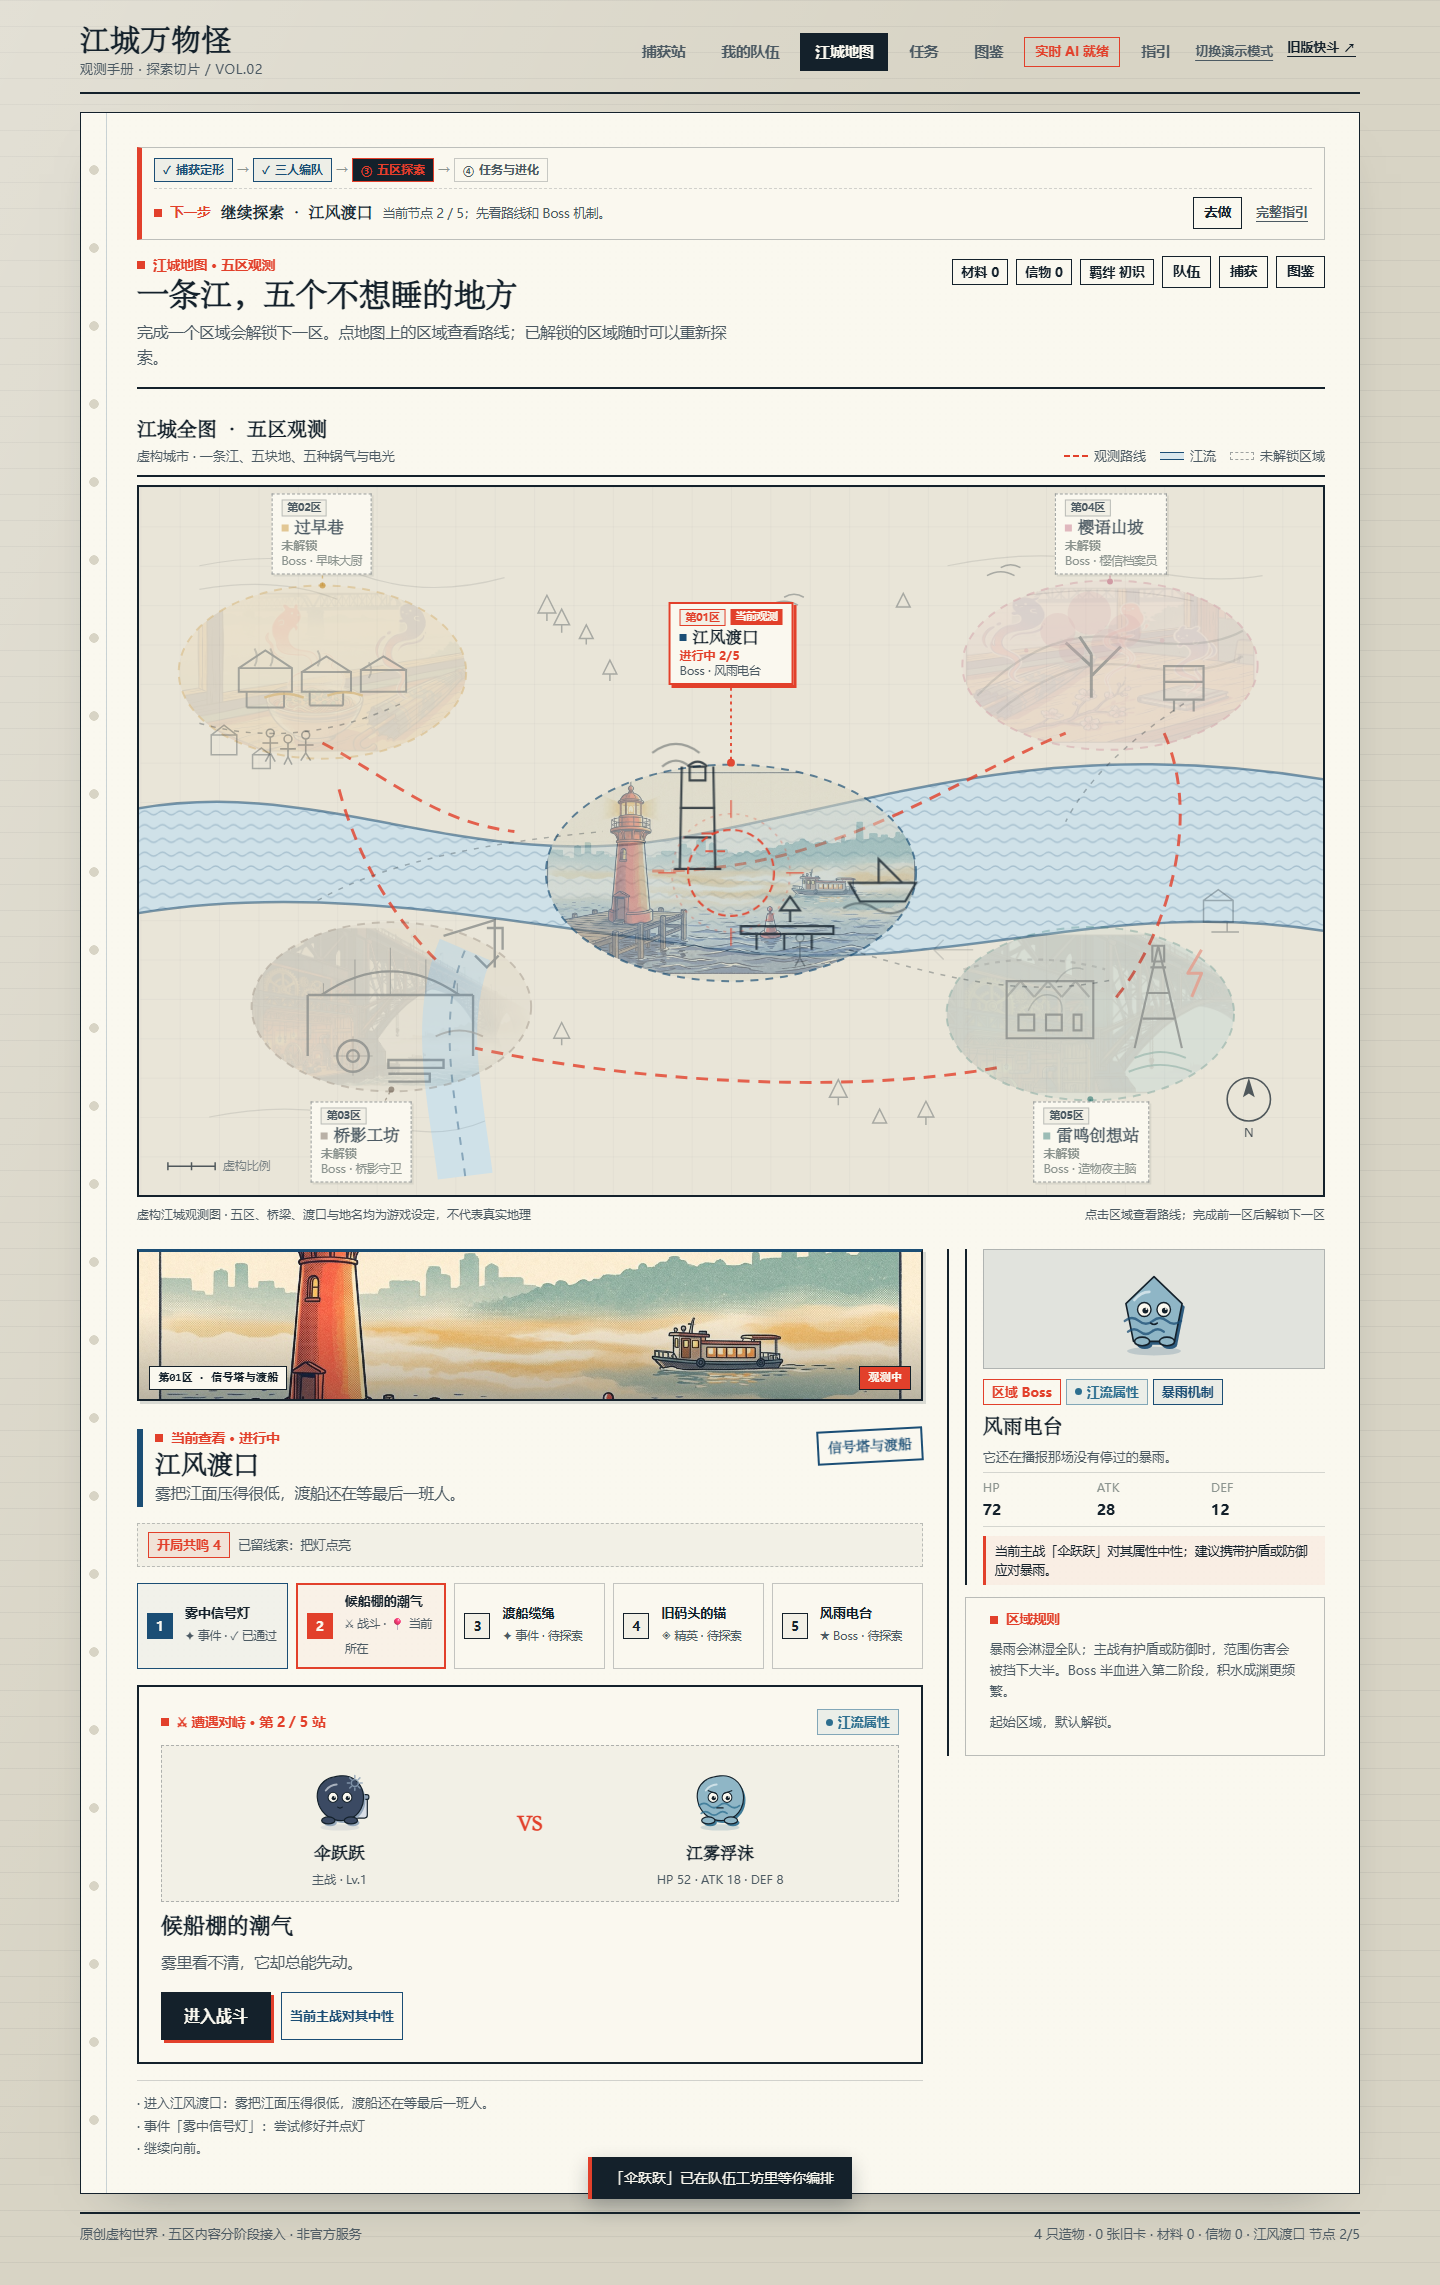 江城万物怪
观测手册 · 探索切片 / VOL.02
捕获站 我的队伍 江城地图 任务 图鉴 实时 AI 就绪 指引 切换演示模式 旧版快斗 ↗
✓ 捕获定形 → ✓ 三人编队 → ③ 五区探索 → ④ 任务与进化
下一步 继续探索 · 江风渡口 当前节点 2 / 5；先看路线和 Boss 机制。 去做 完整指引
江城地图 • 五区观测
材料 0 信物 0 羁绊 初识 队伍 捕获 图鉴
一条江，五个不想睡的地方
完成一个区域会解锁下一区。点地图上的区域查看路线；已解锁的区域随时可以重新探
索。
江城全图 · 五区观测
虚构城市 · 一条江、五块地、五种锅气与电光
观测路线 江流 未解锁区域
第02区
过早巷
未解锁
Boss · 早味大厨
第04区
樱语山坡
未解锁
Boss · 樱信档案员
第01区 当前观测
江风渡口
进行中 2/5
Boss · 风雨电台
第03区
桥影工坊
未解锁
Boss · 桥影守卫
第05区
雷鸣创想站
未解锁
Boss · 造物夜主脑
N
虚构比例
虚构江城观测图 · 五区、桥梁、渡口与地名均为游戏设定，不代表真实地理
点击区域查看路线；完成前一区后解锁下一区
第01区 · 信号塔与渡船
观测中
当前查看 • 进行中
江风渡口
雾把江面压得很低，渡船还在等最后一班人。
信号塔与渡船
开局共鸣 4 已留线索：把灯点亮
1 雾中信号灯
✦ 事件 · ✓ 已通过
2 候船棚的潮气
⚔ 战斗 · 📍 当前
所在
3 渡船缆绳
✦ 事件 · 待探索
4 旧码头的锚
◈ 精英 · 待探索
5 风雨电台
★ Boss · 待探索
⚔ 遭遇对峙 • 第 2 / 5 站
江流属性
伞跃跃
主战 · Lv.1
VS
江雾浮沫
HP 52 · ATK 18 · DEF 8
候船棚的潮气
雾里看不清，它却总能先动。
进入战斗 当前主战对其中性
· 进入江风渡口：雾把江面压得很低，渡船还在等最后一班人。
· 事件「雾中信号灯」：尝试修好并点灯
· 继续向前。
区域 Boss 江流属性 暴雨机制
风雨电台
它还在播报那场没有停过的暴雨。
HP ATK DEF
72 28 12
当前主战「伞跃跃」对其属性中性；建议携带护盾或防御
应对暴雨。
区域规则
暴雨会淋湿全队；主战有护盾或防御时，范围伤害会
被挡下大半。Boss 半血进入第二阶段，积水成渊更频
繁。
起始区域，默认解锁。
「伞跃跃」已在队伍工坊里等你编排
原创虚构世界 · 五区内容分阶段接入 · 非官方服务
4 只造物 · 0 张旧卡 · 材料 0 · 信物 0 · 江风渡口 节点 2/5